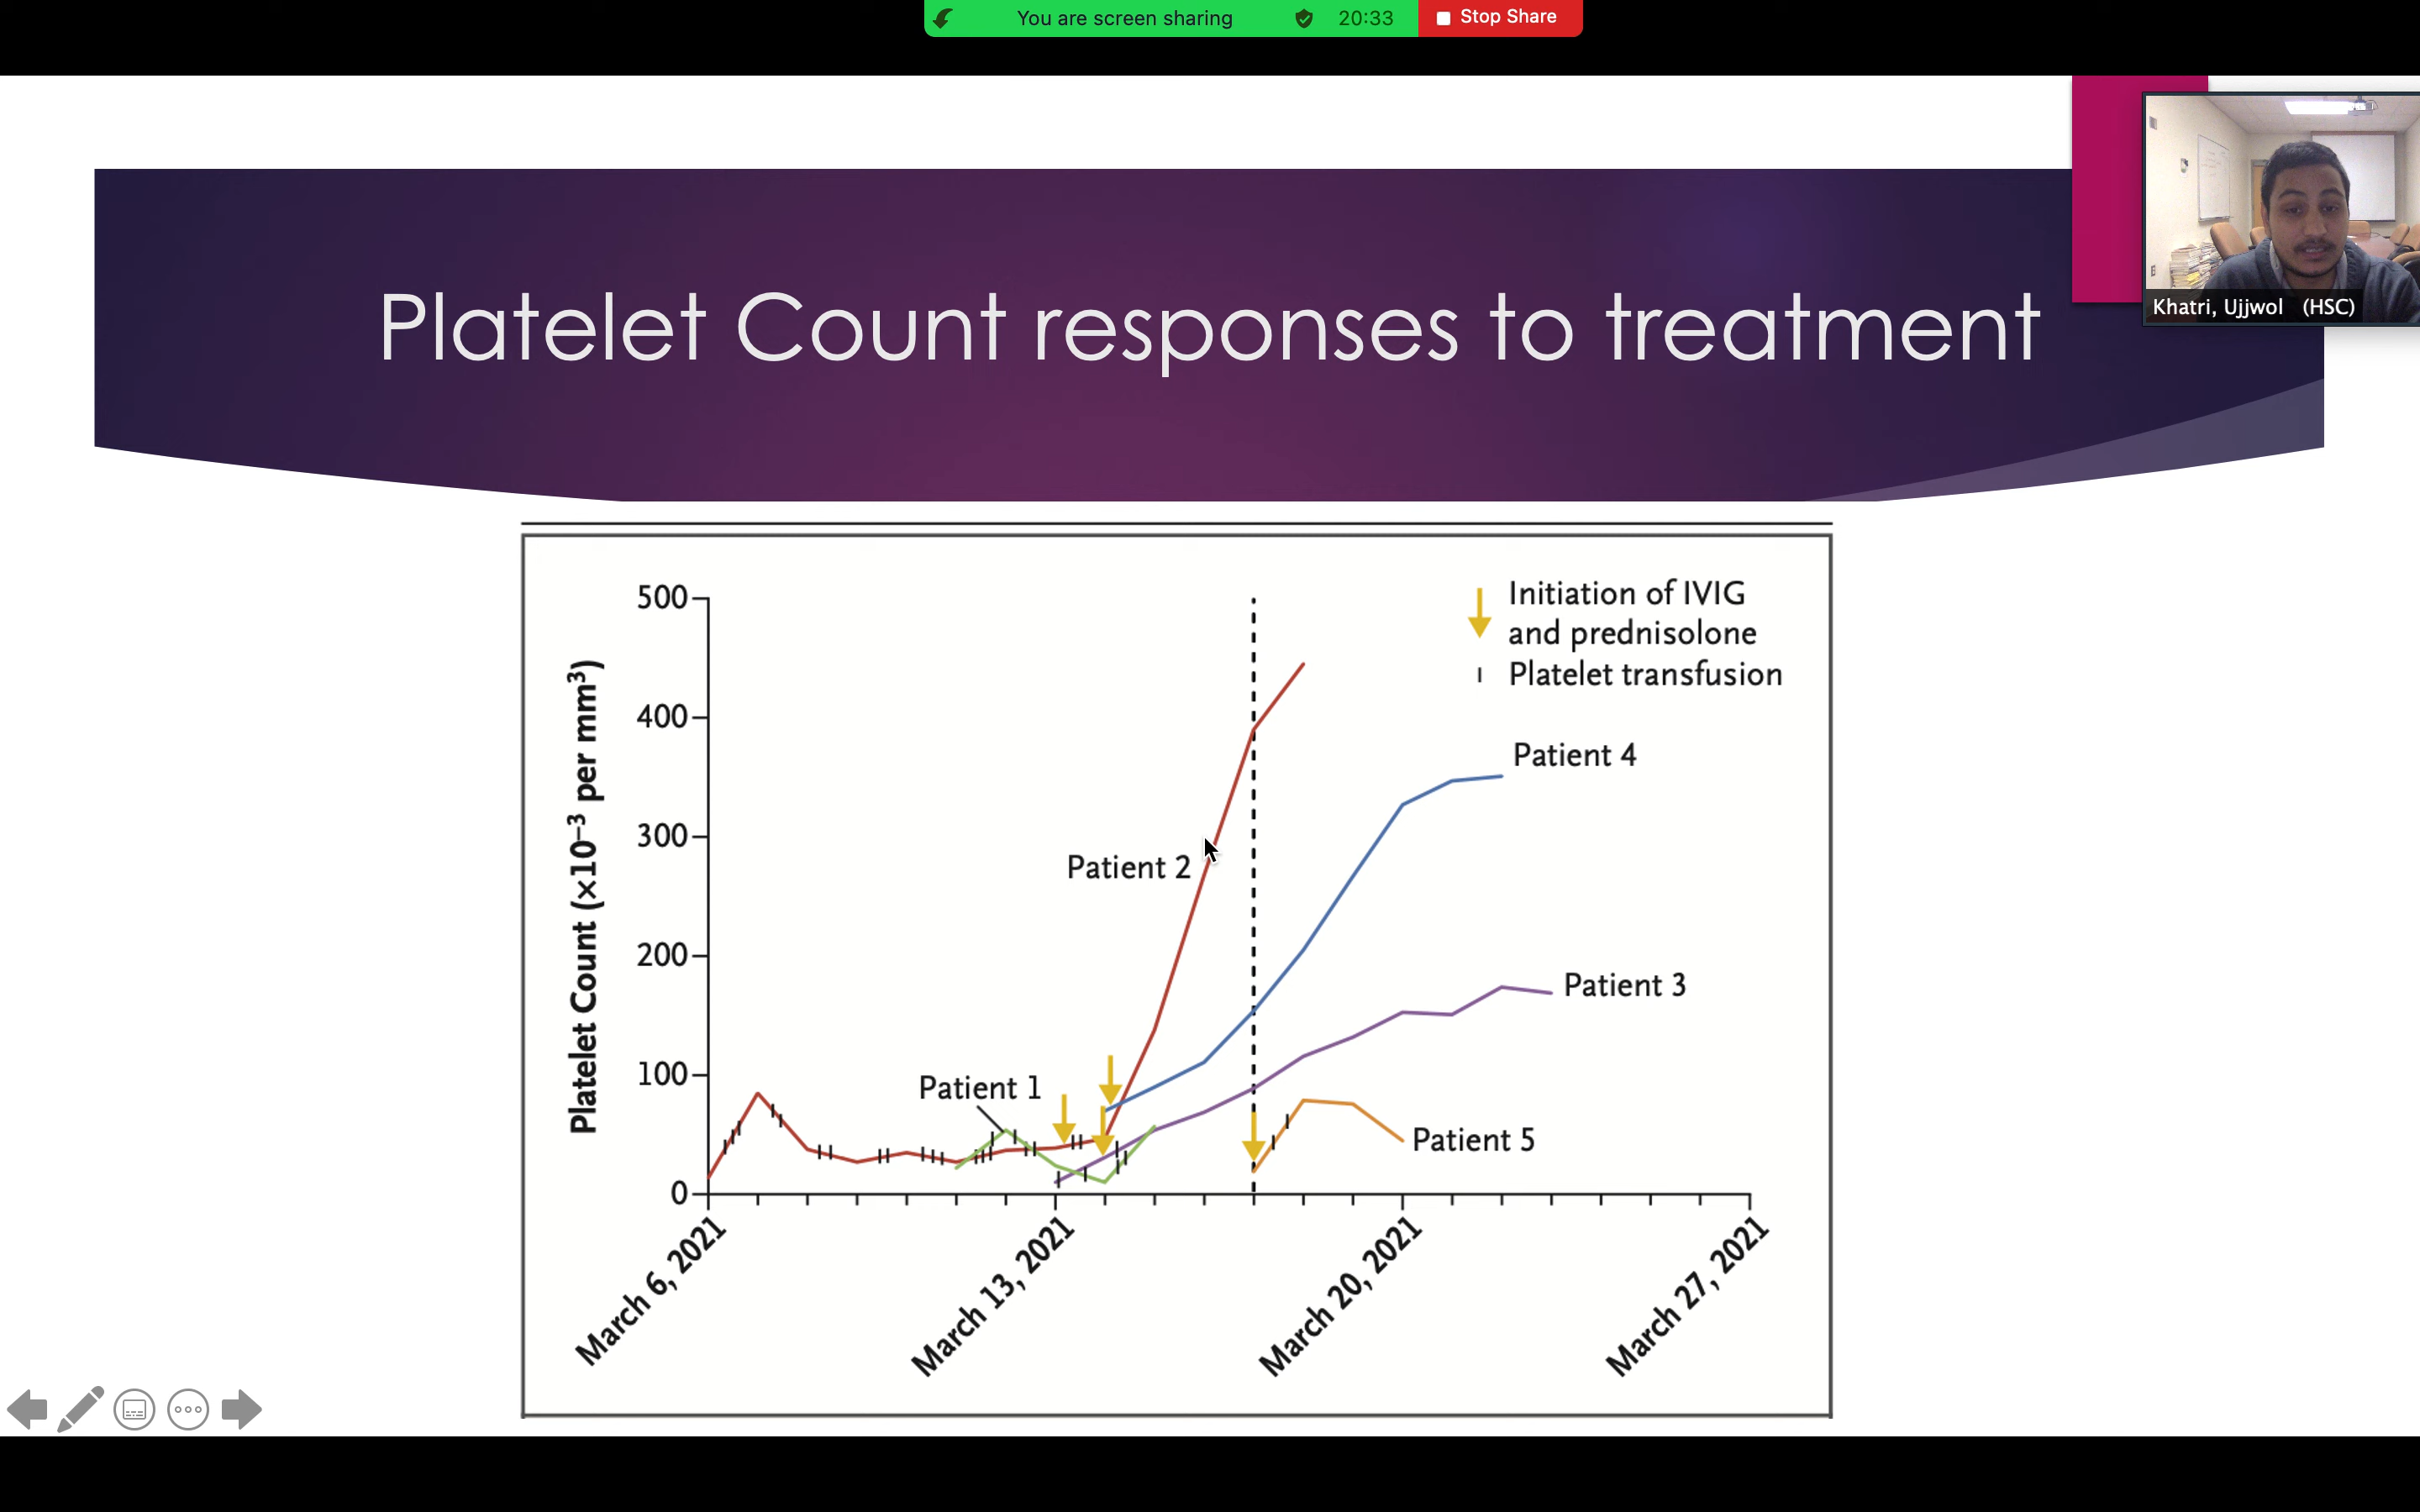 You are screen sharing 20:33 Stop Share
Khatri, Ujjwol (HSC)
Platelet Count responses to treatment
Platelet Count (×10⁻³ per mm³)
500
400
300
200
100
0
Initiation of IVIG
and prednisolone
Platelet transfusion
Patient 4
Patient 2
Patient 3
Patient 1
Patient 5
March 6, 2021
March 13, 2021
March 20, 2021
March 27, 2021